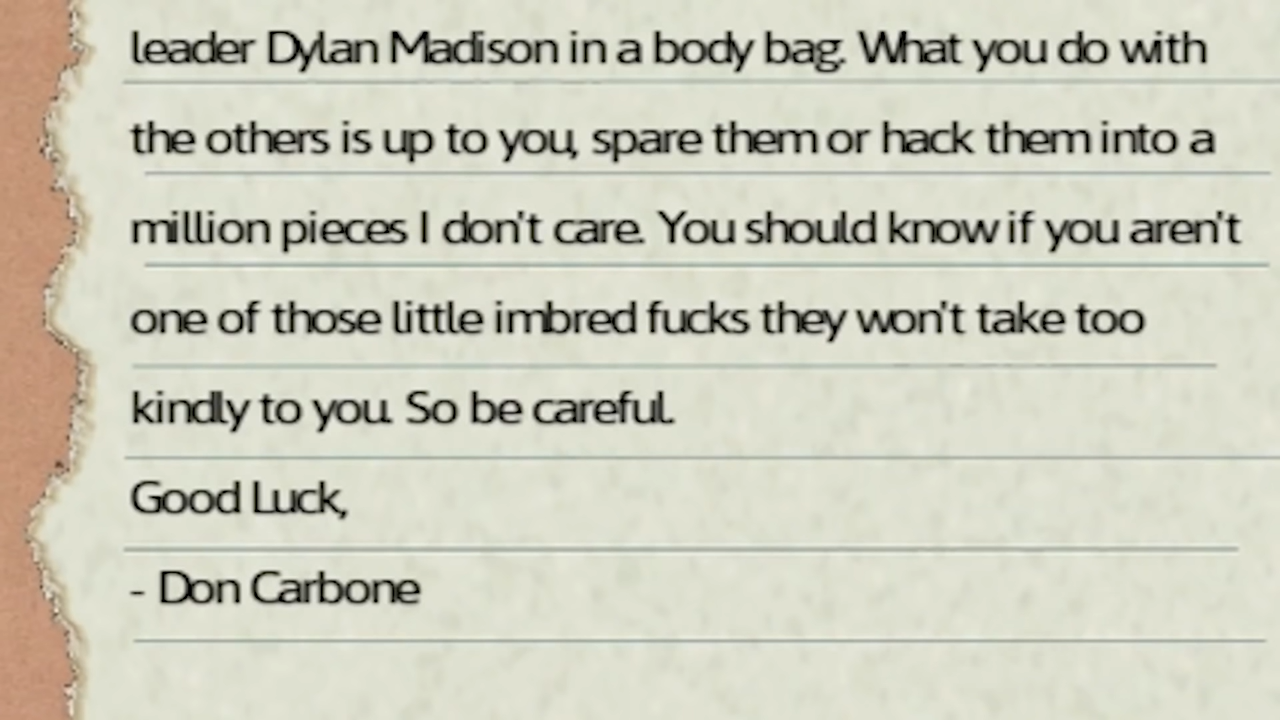 leader Dylan Madison in a body bag. What you do with
the others is up to you, spare them or hack them into a
million pieces I don't care. You should know if you aren't
one of those little imbred fucks they won't take too
kindly to you. So be careful.
Good Luck,
- Don Carbone